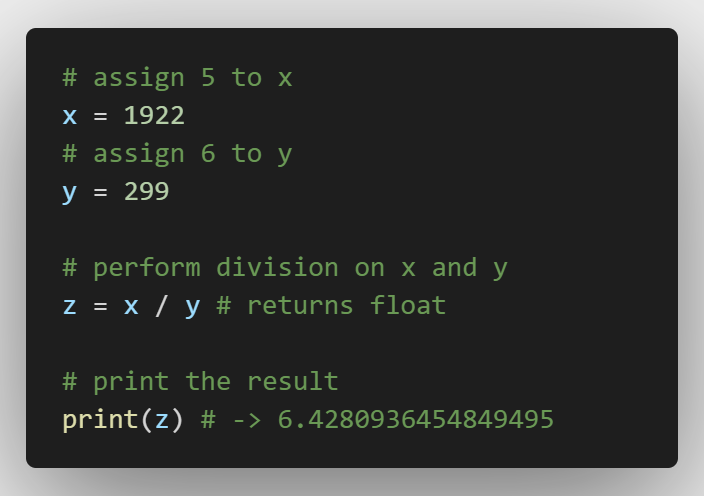 # assign 5 to x
x = 1922
# assign 6 to y
y = 299
# perform division on x and y
z = x / y # returns float
# print the result
print(z) # -> 6.4280936454849495